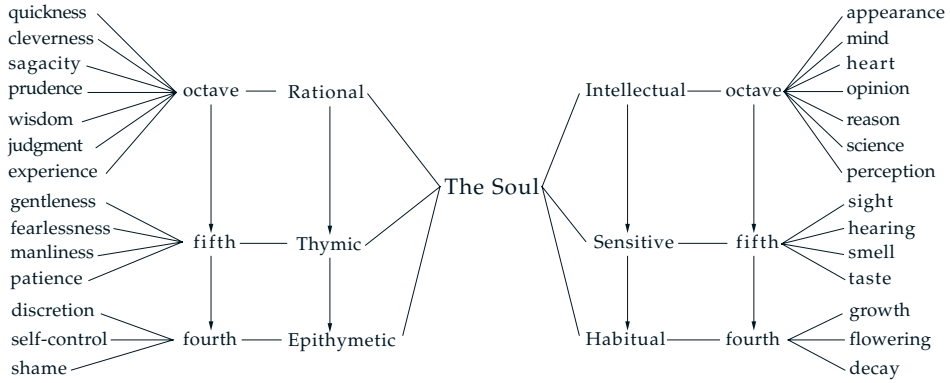 quickness
cleverness
sagacity
prudence
wisdom
judgment
experience
octave
Rational
gentleness
fearlessness
manliness
patience
fifth
Thymic
discretion
self-control
shame
fourth
Epithymetic
The Soul
Intellectual
octave
appearance
mind
heart
opinion
reason
science
perception
Sensitive
fifth
sight
hearing
smell
taste
Habitual
fourth
growth
flowering
decay